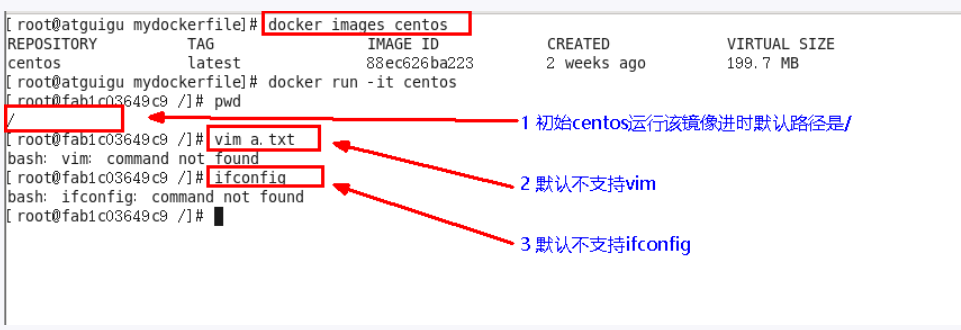 [root@atguigu mydockerfile]# docker images centos
REPOSITORY TAG IMAGE ID CREATED VIRTUAL SIZE
centos latest 88ec626ba223 2 weeks ago 199.7 MB
[root@atguigu mydockerfile]# docker run -it centos
[root@fab1c03649c9 /]# pwd
/
1 初始centos运行该镜像进时默认路径是/
[root@fab1c03649c9 /]# vim a.txt
bash: vim: command not found
2 默认不支持vim
[root@fab1c03649c9 /]# ifconfig
bash: ifconfig: command not found
[root@fab1c03649c9 /]#
3 默认不支持ifconfig